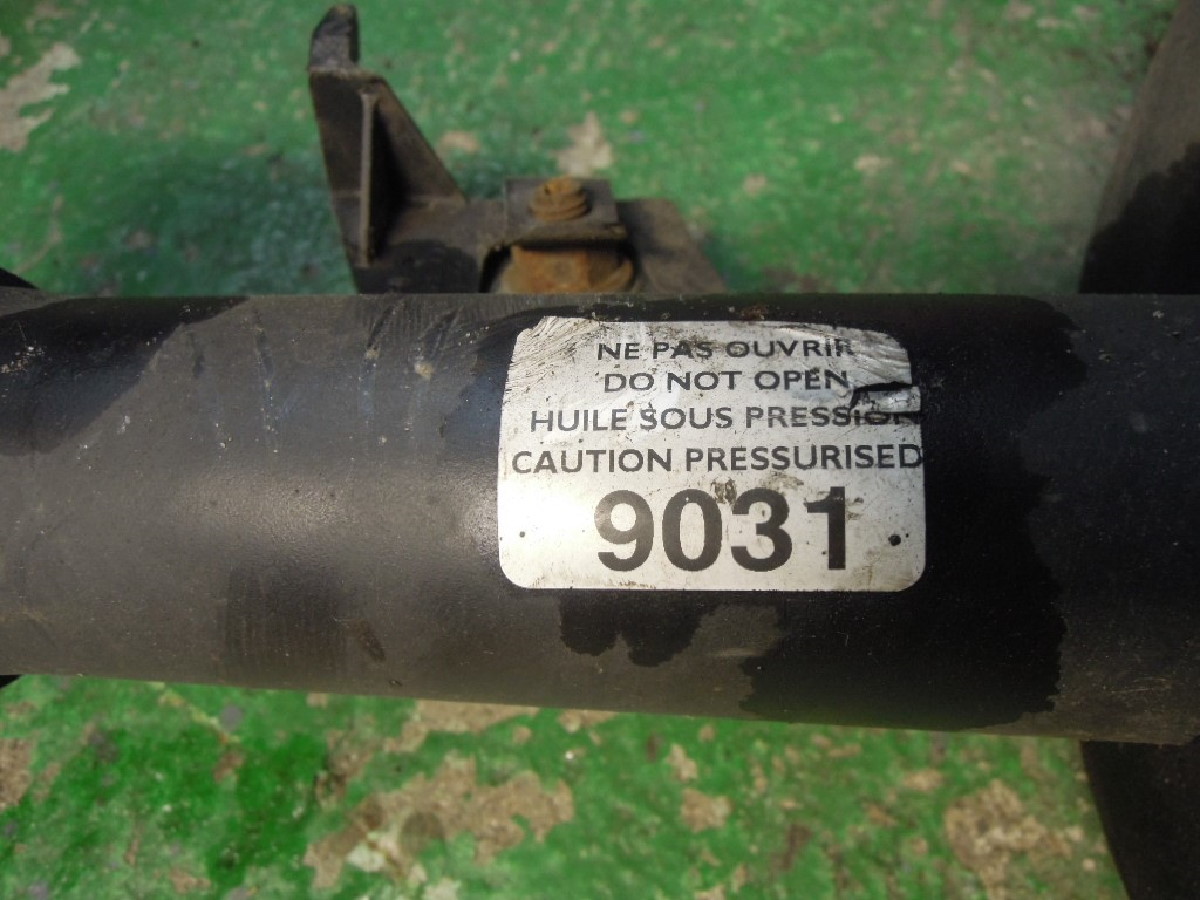 NE PAS OUVRIR
DO NOT OPEN
HUILE SOUS PRESSION
CAUTION PRESSURISED
9031